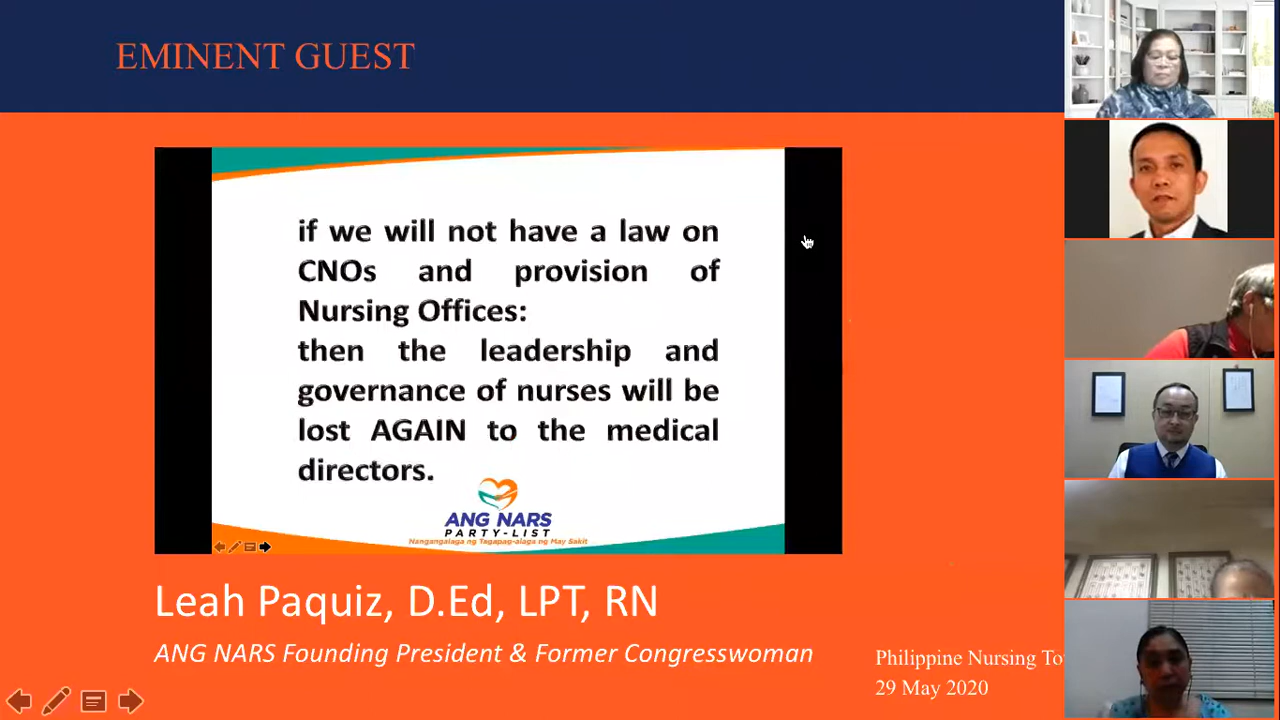 EMINENT GUEST
if we will not have a law on
CNOs and provision of
Nursing Offices:
then the leadership and
governance of nurses will be
lost AGAIN to the medical
directors.
ANG NARS
PARTY-LIST
Nangangalaga ng Tagapag-alaga ng May Sakit
Leah Paquiz, D.Ed, LPT, RN
ANG NARS Founding President & Former Congresswoman
Philippine Nursing
29 May 2020